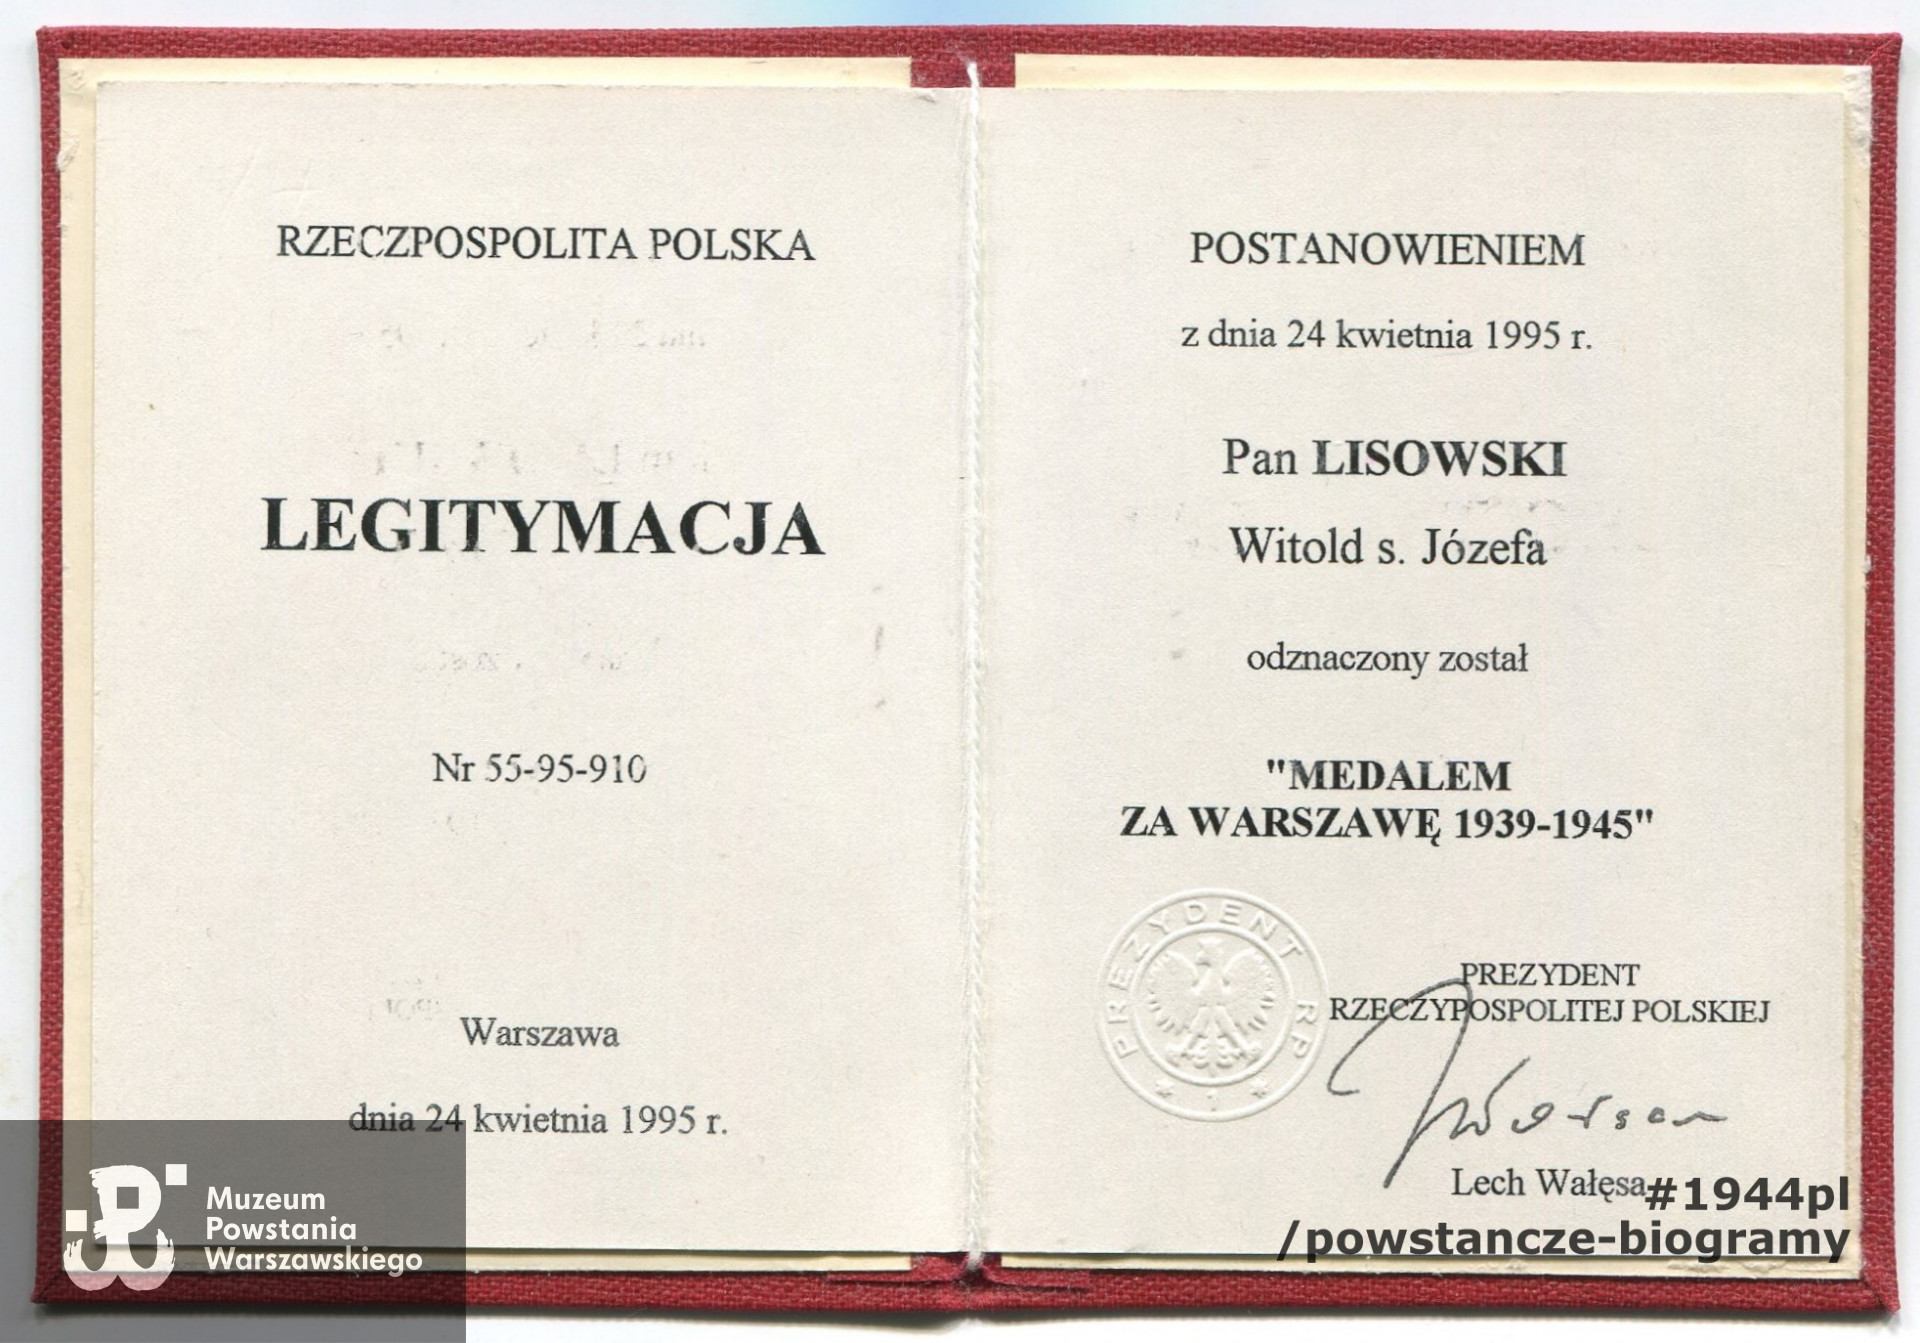 RZECZPOSPOLITA POLSKA
LEGITYMACJA
Nr 55-95-910
Warszawa
dnia 24 kwietnia 1995 r.
POSTANOWIENIEM
z dnia 24 kwietnia 1995 r.
Pan LISOWSKI
Witold s. Józefa
odznaczony został
"MEDALEM
ZA WARSZAWĘ 1939-1945"
PREZYDENT RP
* 1 *
PREZYDENT
RZECZYPOSPOLITEJ POLSKIEJ
Lech Wałęsa
Muzeum
Powstania
Warszawskiego
#1944pl
/powstancze-biogramy